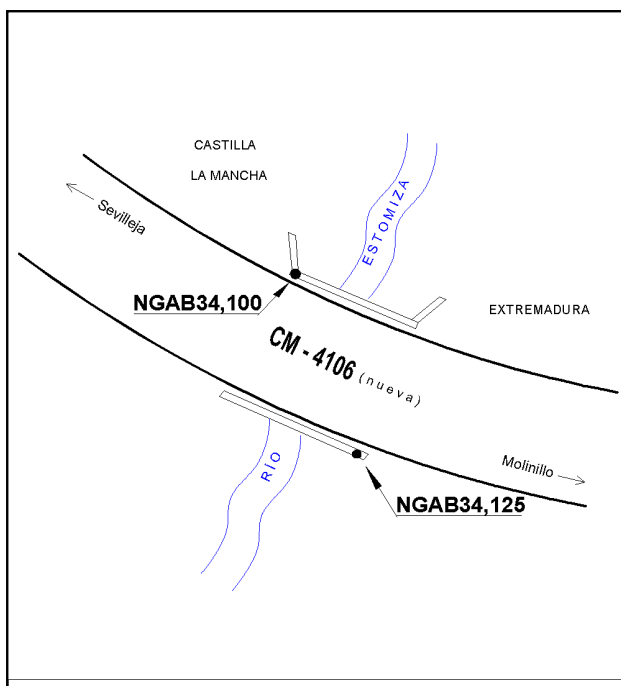 CASTILLA
LA MANCHA
Sevilleja
ESTOMIZA
NGAB34,100
EXTREMADURA
CM - 4106 (nueva)
Molinillo
RÍO
NGAB34,125